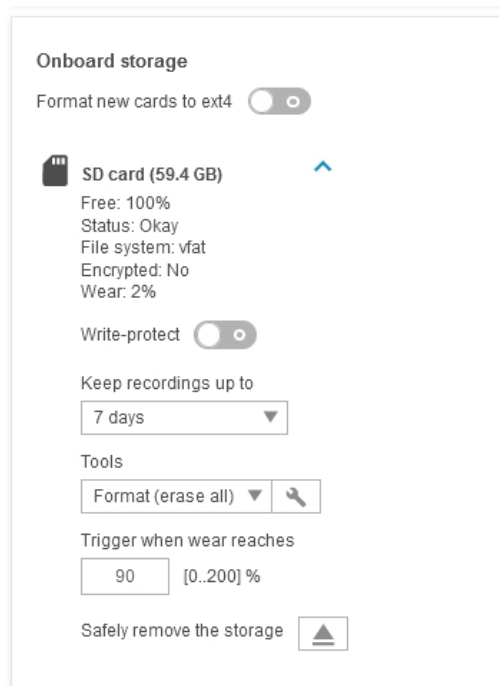 Onboard storage
Format new cards to ext4
SD card (59.4 GB)
Free: 100%
Status: Okay
File system: vfat
Encrypted: No
Wear: 2%
Write-protect
Keep recordings up to
7 days
Tools
Format (erase all)
Trigger when wear reaches
90 [0..200] %
Safely remove the storage